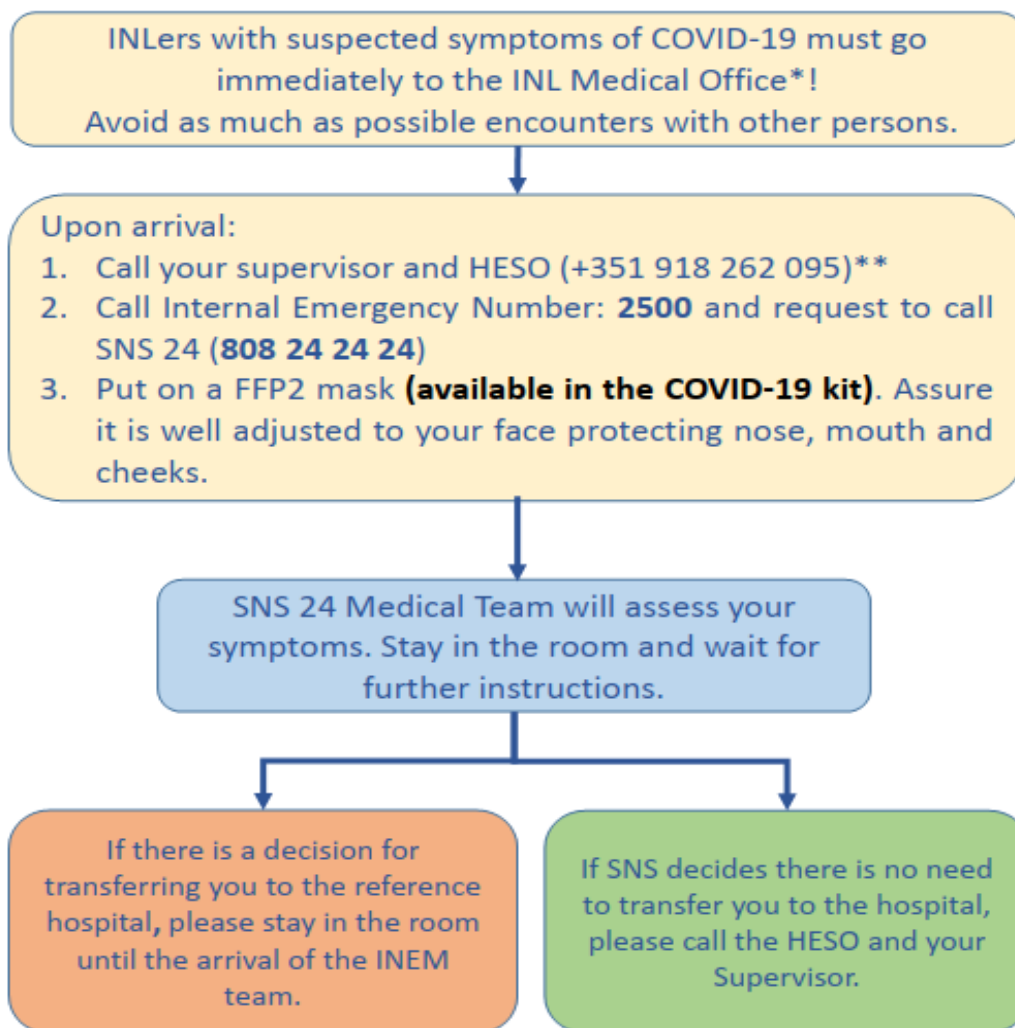 INLers with suspected symptoms of COVID-19 must go
immediately to the INL Medical Office*!
Avoid as much as possible encounters with other persons.
Upon arrival:
1. Call your supervisor and HESO (+351 918 262 095)**
2. Call Internal Emergency Number: 2500 and request to call
SNS 24 (808 24 24 24)
3. Put on a FFP2 mask (available in the COVID-19 kit). Assure
it is well adjusted to your face protecting nose, mouth and
cheeks.
SNS 24 Medical Team will assess your
symptoms. Stay in the room and wait for
further instructions.
If there is a decision for
transferring you to the reference
hospital, please stay in the room
until the arrival of the INEM
team.
If SNS decides there is no need
to transfer you to the hospital,
please call the HESO and your
Supervisor.